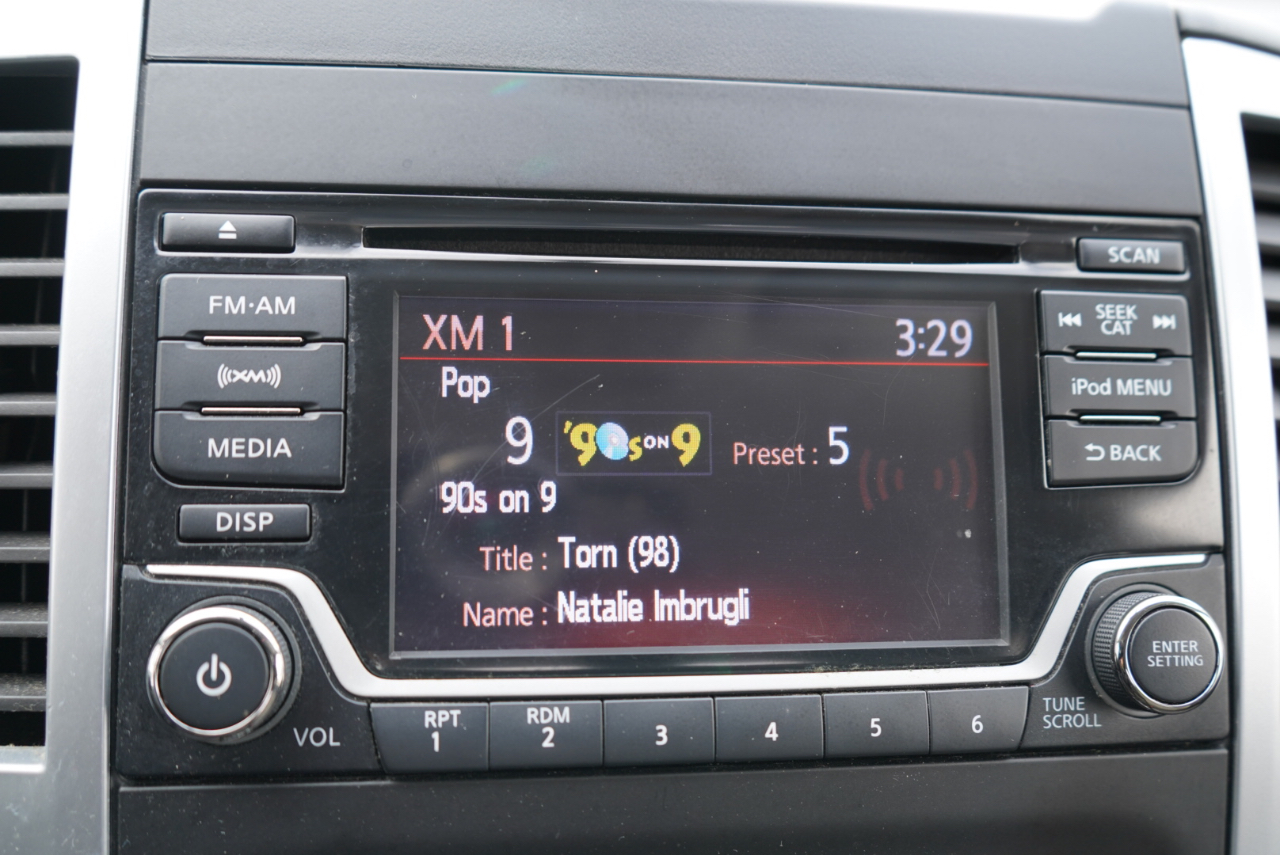 SCAN
FM·AM
XM
MEDIA
DISP
VOL
XM 1 3:29
Pop
9 '90s ON 9 Preset : 5
90s on 9
Title : Torn (98)
Name : Natalie Imbrugli
SEEK
CAT
iPod MENU
BACK
ENTER
SETTING
TUNE
SCROLL
RPT
1
RDM
2
3
4
5
6